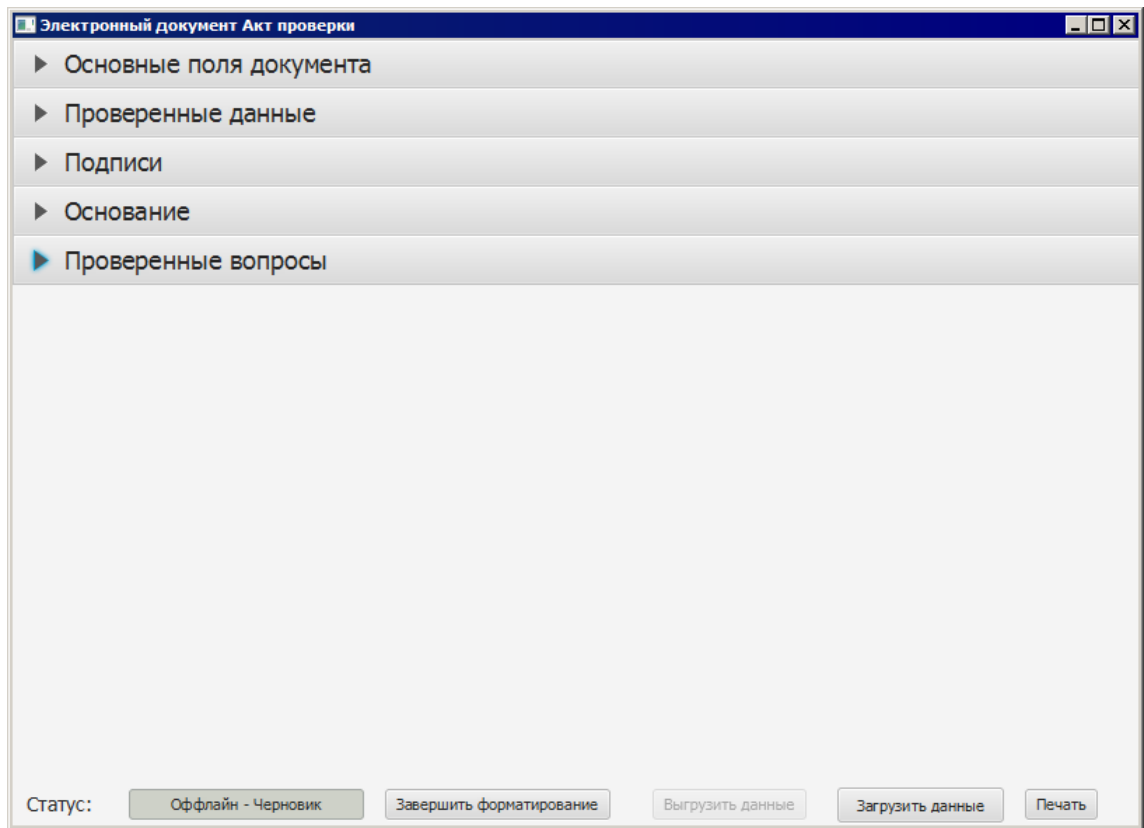 Электронный документ Акт проверки
Основные поля документа
Проверенные данные
Подписи
Основание
Проверенные вопросы
Статус: Оффлайн - Черновик Завершить форматирование Выгрузить данные Загрузить данные Печать